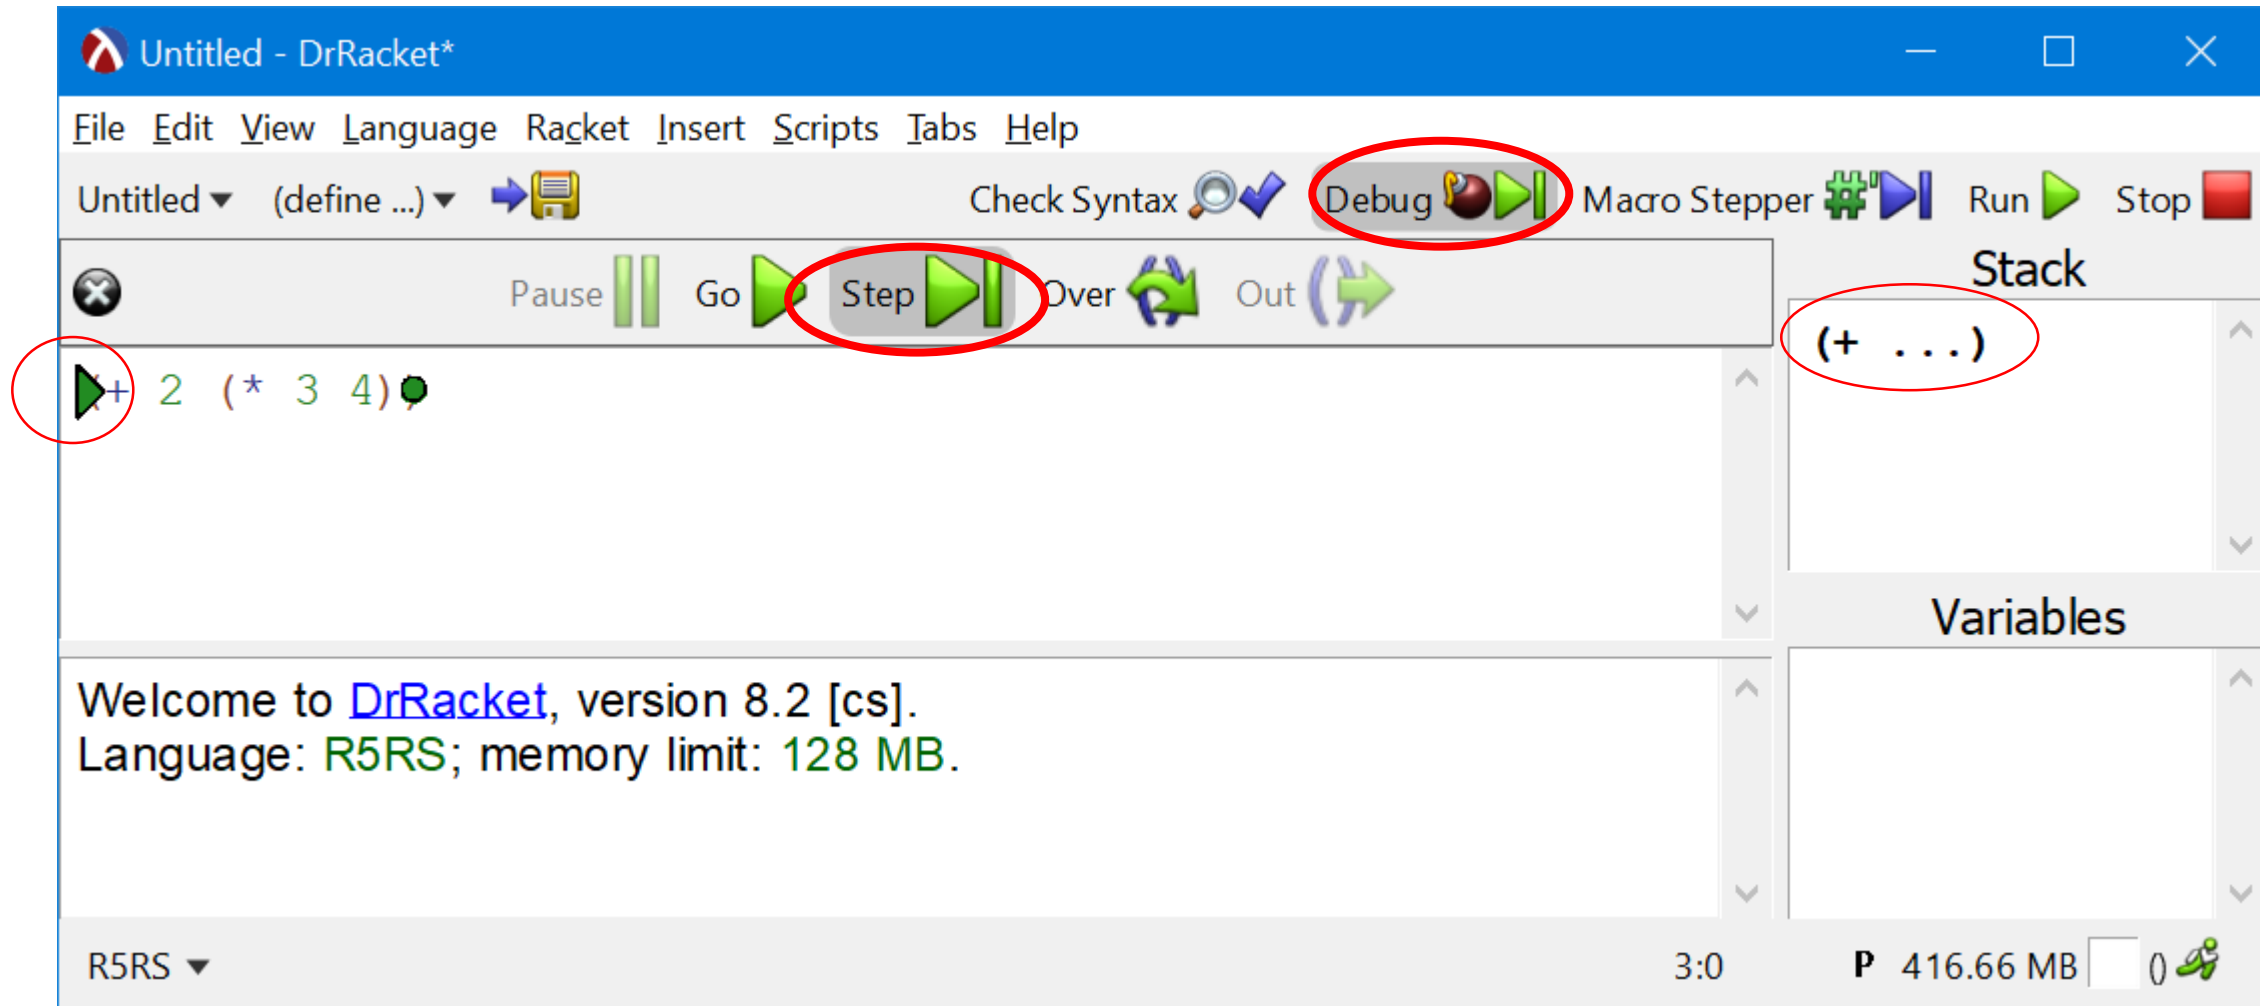 Untitled - DrRacket*
File Edit View Language Racket Insert Scripts Tabs Help
Untitled (define ...) Check Syntax Debug Macro Stepper #' Run Stop
Pause Go Step Over Out
Stack
(+ ...)
(+ 2 (* 3 4))
Variables
Welcome to DrRacket, version 8.2 [cs].
Language: R5RS; memory limit: 128 MB.
R5RS 3:0 P 416.66 MB ()